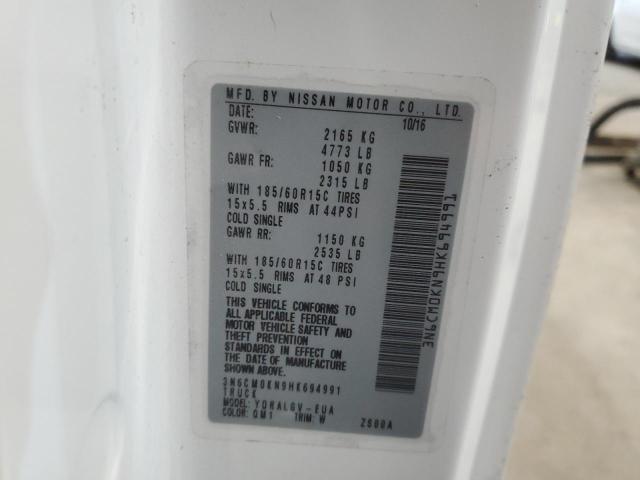 MFD. BY NISSAN MOTOR CO., LTD.
DATE: 10/16
GVWR: 2165 KG
4773 LB
GAWR FR: 1050 KG
2315 LB
WITH 185/60R15C TIRES
15x5.5 RIMS AT 44PSI
COLD SINGLE
GAWR RR: 1150 KG
2535 LB
WITH 185/60R15C TIRES
15x5.5 RIMS AT 48 PSI
COLD SINGLE
THIS VEHICLE CONFORMS TO
ALL APPLICABLE FEDERAL
MOTOR VEHICLE SAFETY AND
THEFT PREVENTION
STANDARDS IN EFFECT ON
THE DATE OF MANUFACTURE
SHOWN ABOVE.
3N6CM0KN9HK694991
TRUCK
MODEL: YDRALGV-EUA
COLOR: QM1 TRIM: W ZS00A
3N6CM0KN9HK694991